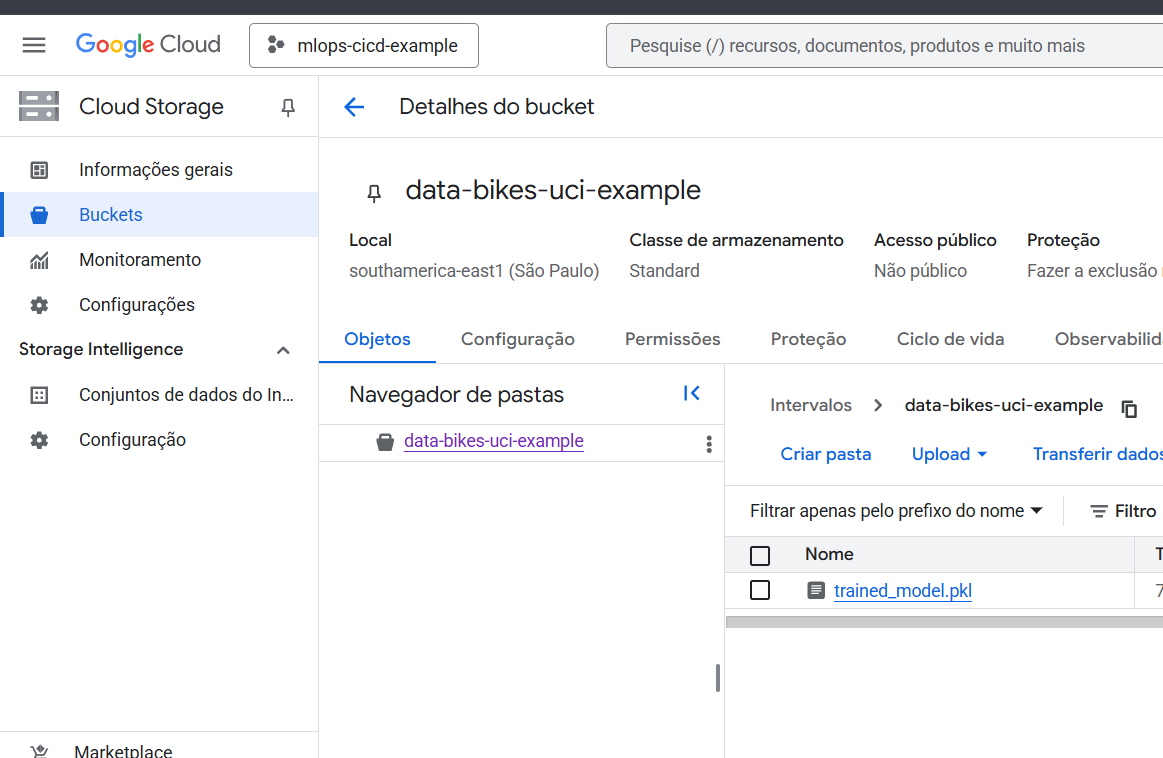 Google Cloud
mlops-cicd-example
Pesquise (/) recursos, documentos, produtos e muito mais
Cloud Storage
Detalhes do bucket
Informações gerais
Buckets
Monitoramento
Configurações
Storage Intelligence
Conjuntos de dados do In...
Configuração
Marketplace
data-bikes-uci-example
Local
southamerica-east1 (São Paulo)
Classe de armazenamento
Standard
Acesso público
Não público
Proteção
Fazer a exclusão
Objetos
Configuração
Permissões
Proteção
Ciclo de vida
Observabilid
Navegador de pastas
data-bikes-uci-example
Intervalos
data-bikes-uci-example
Criar pasta
Upload
Transferir dados
Filtrar apenas pelo prefixo do nome
Filtro
Nome
T
trained_model.pkl
7